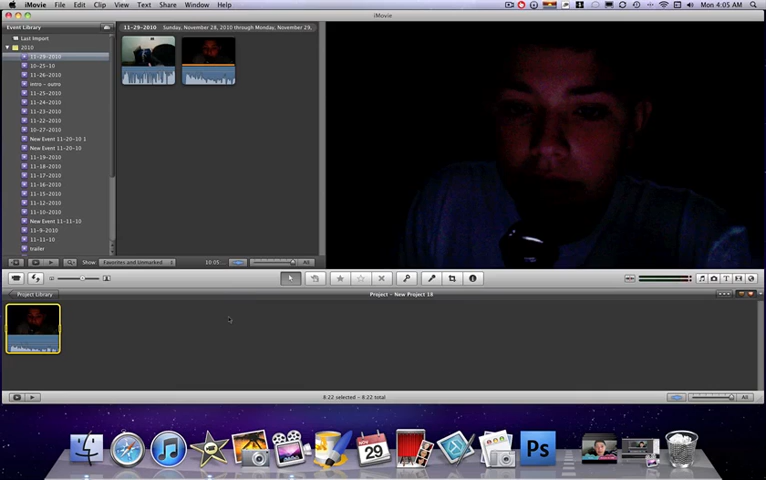 iMovie File Edit Clip View Text Share Window Help Mon 4:05 AM
iMovie
Event Library
11-29-2010 Sunday, November 28, 2010 through Monday, November 29,
Last Import
2010
11-29-2010
10-25-10
11-26-2010
intro - outro
11-25-2010
11-24-2010
11-23-2010
11-22-2010
10-27-2010
New Event 11-20-10 1
New Event 11-20-10
11-19-2010
11-18-2010
11-17-2010
11-16-2010
11-15-2010
11-12-2010
11-10-2010
New Event 11-11-10
11-9-2010
11-11-10
trailer
Show: Favorites and Unmarked 10:05 All
Project Library
Project - New Project 18
8:22 selected - 8:22 total
All
NOV
29
Ps